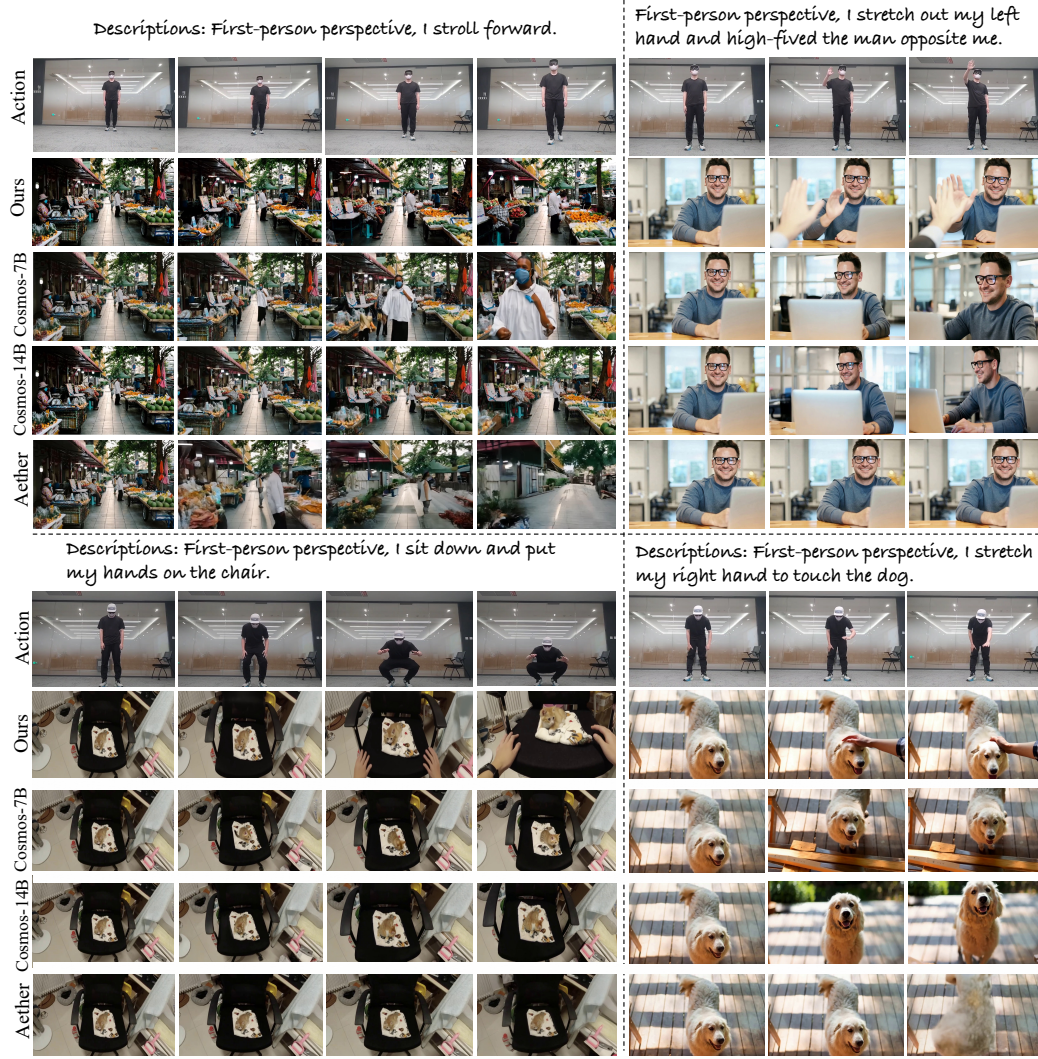 Descriptions: First-person perspective, I stroll forward.
First-person perspective, I stretch out my left
hand and high-fived the man opposite me.
Action
Ours
Cosmos-7B
Cosmos-14B
Aether
Descriptions: First-person perspective, I sit down and put
my hands on the chair.
Descriptions: First-person perspective, I stretch
my right hand to touch the dog.
Action
Ours
Cosmos-7B
Cosmos-14B
Aether